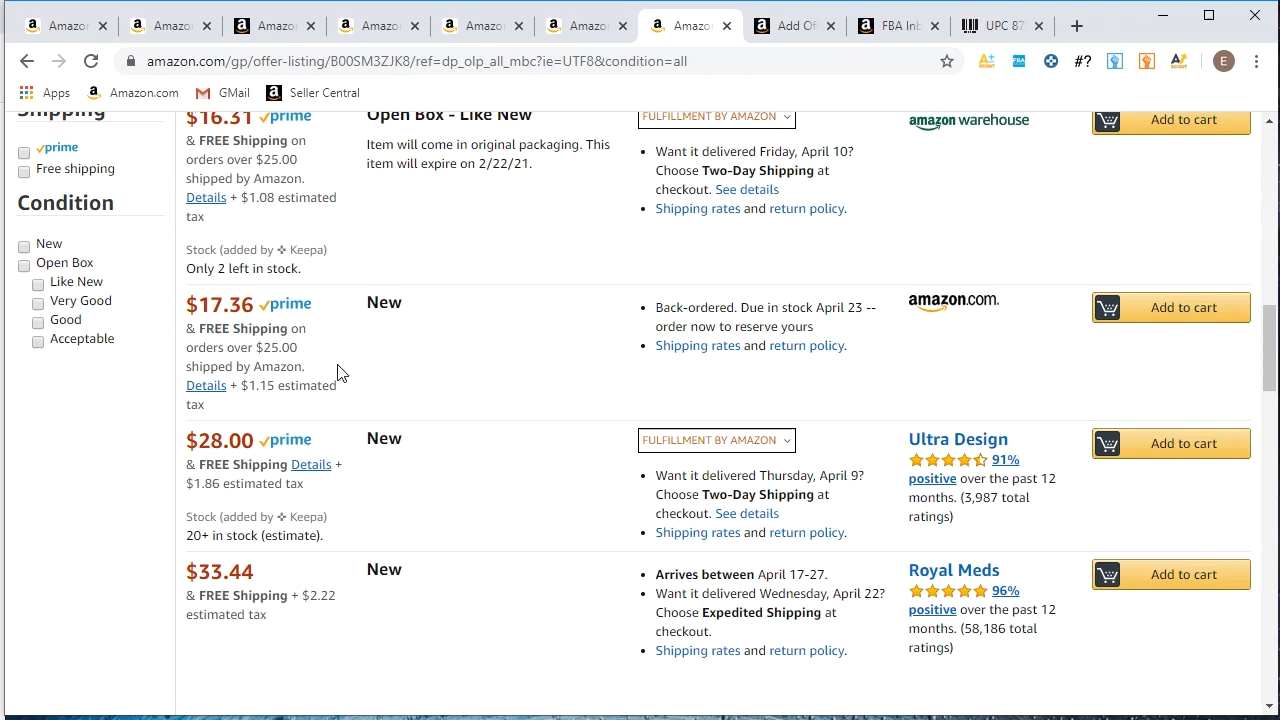 Amazor
Amazor
Amazor
Amazor
Amazor
Amazor
Amazor
Add Of
FBA Inb
UPC 87
amazon.com/gp/offer-listing/B00SM3ZJK8/ref=dp_olp_all_mbc?ie=UTF8&condition=all
A+
SCOUT
FBA
#?
AZ
SCOUT
E
Apps
Amazon.com
GMail
Seller Central
Shipping
prime
Free shipping
Condition
New
Open Box
Like New
Very Good
Good
Acceptable
$16.31 prime
& FREE Shipping on
orders over $25.00
shipped by Amazon.
Details + $1.08 estimated
tax
Stock (added by Keepa)
Only 2 left in stock.
Open Box - Like New
Item will come in original packaging. This
item will expire on 2/22/21.
FULFILLMENT BY AMAZON
• Want it delivered Friday, April 10?
Choose Two-Day Shipping at
checkout. See details
• Shipping rates and return policy.
amazon warehouse
Add to cart
$17.36 prime
& FREE Shipping on
orders over $25.00
shipped by Amazon.
Details + $1.15 estimated
tax
New
• Back-ordered. Due in stock April 23 --
order now to reserve yours
• Shipping rates and return policy.
amazon.com.
Add to cart
$28.00 prime
& FREE Shipping Details +
$1.86 estimated tax
Stock (added by Keepa)
20+ in stock (estimate).
New
FULFILLMENT BY AMAZON
• Want it delivered Thursday, April 9?
Choose Two-Day Shipping at
checkout. See details
• Shipping rates and return policy.
Ultra Design
91%
positive over the past 12
months. (3,987 total
ratings)
Add to cart
$33.44
& FREE Shipping + $2.22
estimated tax
New
• Arrives between April 17-27.
• Want it delivered Wednesday, April 22?
Choose Expedited Shipping at
checkout.
• Shipping rates and return policy.
Royal Meds
96%
positive over the past 12
months. (58,186 total
ratings)
Add to cart